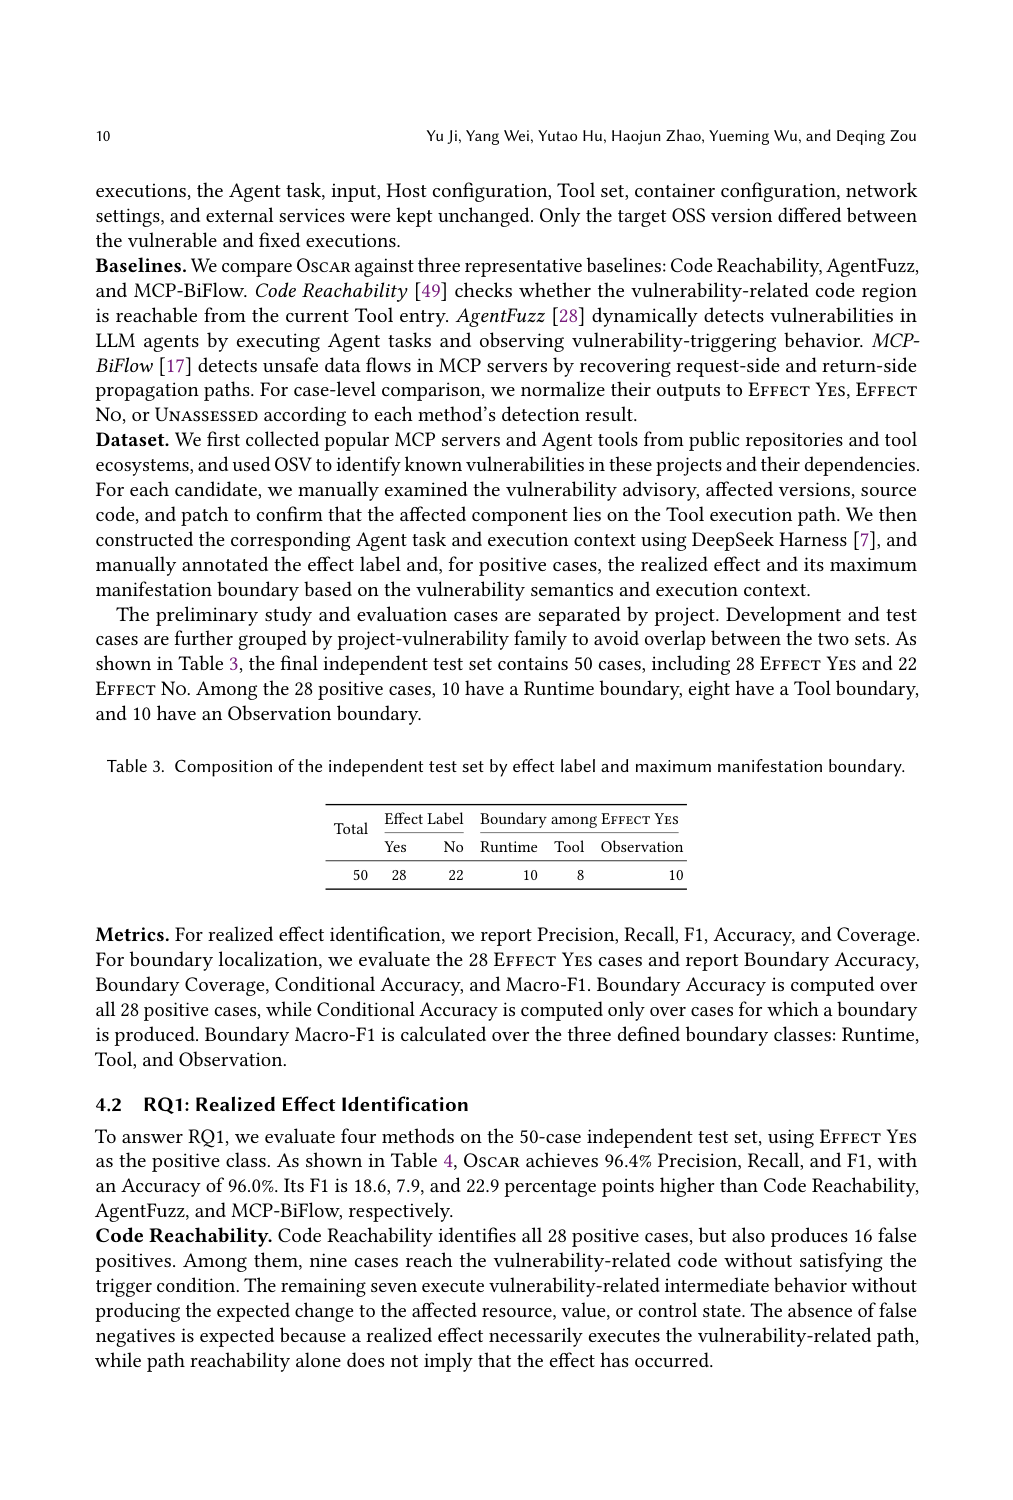 10
Yu Ji, Yang Wei, Yutao Hu, Haojun Zhao, Yueming Wu, and Deqing Zou
executions, the Agent task, input, Host configuration, Tool set, container configuration, network
settings, and external services were kept unchanged. Only the target OSS version differed between
the vulnerable and fixed executions.
Baselines. We compare Oscar against three representative baselines: Code Reachability, AgentFuzz,
and MCP-BiFlow. Code Reachability [49] checks whether the vulnerability-related code region
is reachable from the current Tool entry. AgentFuzz [28] dynamically detects vulnerabilities in
LLM agents by executing Agent tasks and observing vulnerability-triggering behavior. MCP-
BiFlow [17] detects unsafe data flows in MCP servers by recovering request-side and return-side
propagation paths. For case-level comparison, we normalize their outputs to Effect Yes, Effect
No, or Unassessed according to each method's detection result.
Dataset. We first collected popular MCP servers and Agent tools from public repositories and tool
ecosystems, and used OSV to identify known vulnerabilities in these projects and their dependencies.
For each candidate, we manually examined the vulnerability advisory, affected versions, source
code, and patch to confirm that the affected component lies on the Tool execution path. We then
constructed the corresponding Agent task and execution context using DeepSeek Harness [7], and
manually annotated the effect label and, for positive cases, the realized effect and its maximum
manifestation boundary based on the vulnerability semantics and execution context.
The preliminary study and evaluation cases are separated by project. Development and test
cases are further grouped by project-vulnerability family to avoid overlap between the two sets. As
shown in Table 3, the final independent test set contains 50 cases, including 28 Effect Yes and 22
Effect No. Among the 28 positive cases, 10 have a Runtime boundary, eight have a Tool boundary,
and 10 have an Observation boundary.
Table 3. Composition of the independent test set by effect label and maximum manifestation boundary.
Total Effect Label Boundary among Effect Yes
Yes No Runtime Tool Observation
50 28 22 10 8 10
Metrics. For realized effect identification, we report Precision, Recall, F1, Accuracy, and Coverage.
For boundary localization, we evaluate the 28 Effect Yes cases and report Boundary Accuracy,
Boundary Coverage, Conditional Accuracy, and Macro-F1. Boundary Accuracy is computed over
all 28 positive cases, while Conditional Accuracy is computed only over cases for which a boundary
is produced. Boundary Macro-F1 is calculated over the three defined boundary classes: Runtime,
Tool, and Observation.
4.2 RQ1: Realized Effect Identification
To answer RQ1, we evaluate four methods on the 50-case independent test set, using Effect Yes
as the positive class. As shown in Table 4, Oscar achieves 96.4% Precision, Recall, and F1, with
an Accuracy of 96.0%. Its F1 is 18.6, 7.9, and 22.9 percentage points higher than Code Reachability,
AgentFuzz, and MCP-BiFlow, respectively.
Code Reachability. Code Reachability identifies all 28 positive cases, but also produces 16 false
positives. Among them, nine cases reach the vulnerability-related code without satisfying the
trigger condition. The remaining seven execute vulnerability-related intermediate behavior without
producing the expected change to the affected resource, value, or control state. The absence of false
negatives is expected because a realized effect necessarily executes the vulnerability-related path,
while path reachability alone does not imply that the effect has occurred.